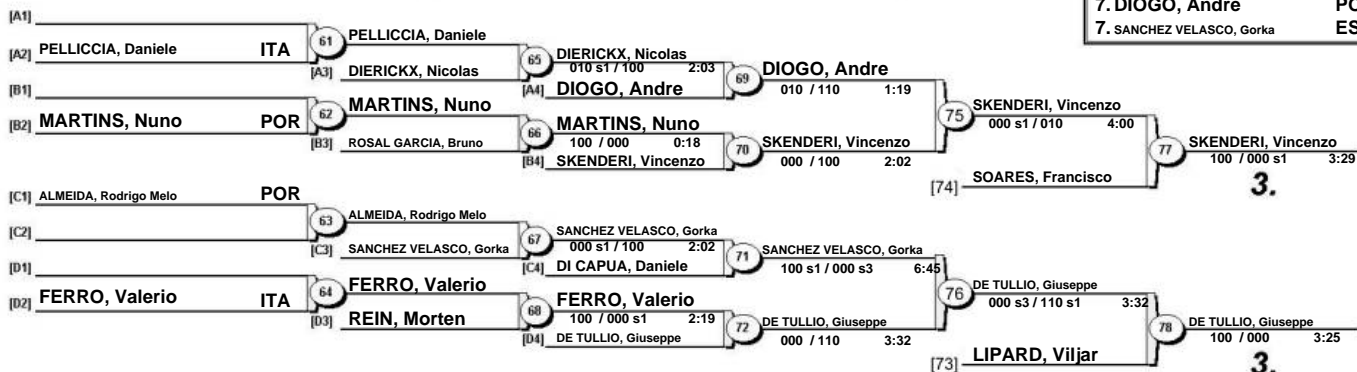 7. DIOGO, Andre PO
7. SANCHEZ VELASCO, Gorka ES
[A1]
[A2] PELLICCIA, Daniele ITA
61
PELLICCIA, Daniele
[A3] DIERICKX, Nicolas
65
DIERICKX, Nicolas
010 s1 / 100 2:03
[A4] DIOGO, Andre
69
DIOGO, Andre
010 / 110 1:19
[B1]
[B2] MARTINS, Nuno POR
62
MARTINS, Nuno
[B3] ROSAL GARCIA, Bruno
66
MARTINS, Nuno
100 / 000 0:18
[B4] SKENDERI, Vincenzo
70
SKENDERI, Vincenzo
000 / 100 2:02
75
SKENDERI, Vincenzo
000 s1 / 010 4:00
[74] SOARES, Francisco
77
SKENDERI, Vincenzo
100 / 000 s1 3:29
3.
[C1] ALMEIDA, Rodrigo Melo POR
[C2]
63
ALMEIDA, Rodrigo Melo
[C3] SANCHEZ VELASCO, Gorka
67
SANCHEZ VELASCO, Gorka
000 s1 / 100 2:02
[C4] DI CAPUA, Daniele
71
SANCHEZ VELASCO, Gorka
100 s1 / 000 s3 6:45
[D1]
[D2] FERRO, Valerio ITA
64
FERRO, Valerio
[D3] REIN, Morten
68
FERRO, Valerio
100 / 000 s1 2:19
[D4] DE TULLIO, Giuseppe
72
DE TULLIO, Giuseppe
000 / 110 3:32
76
DE TULLIO, Giuseppe
000 s3 / 110 s1 3:32
[73] LIPARD, Viljar
78
DE TULLIO, Giuseppe
100 / 000 3:25
3.